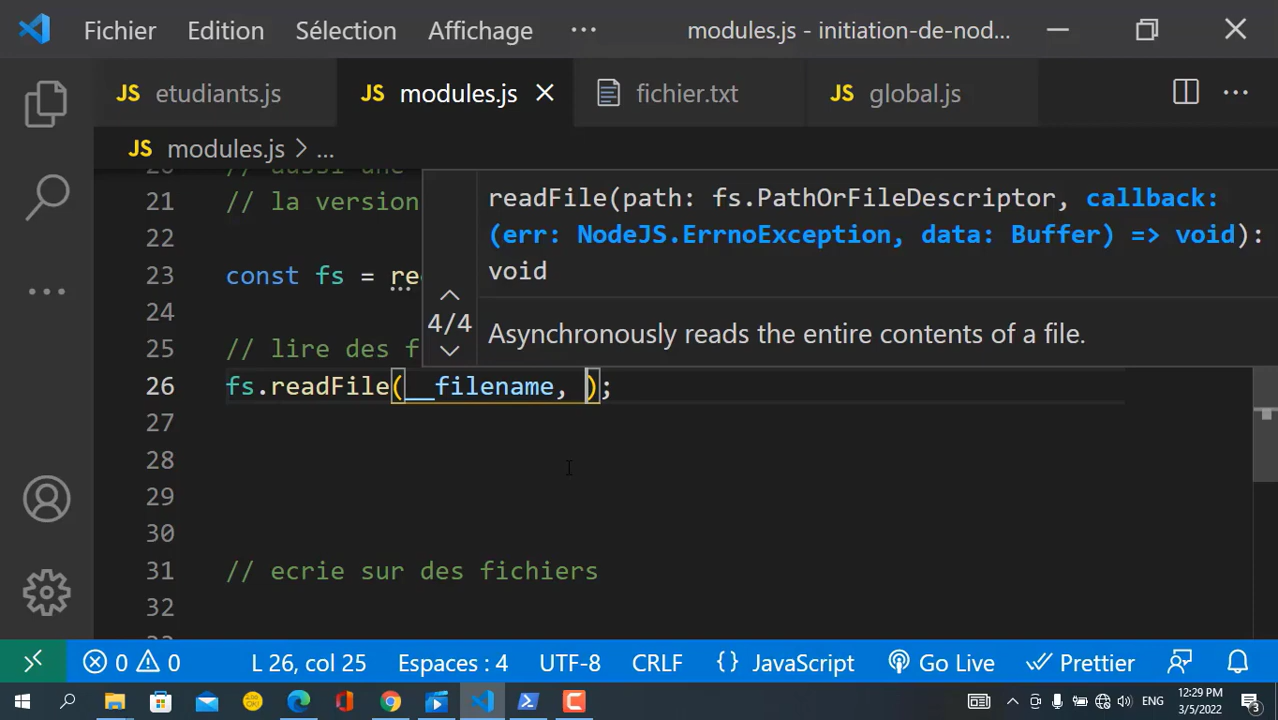 Fichier Edition Sélection Affichage ··· modules.js - initiation-de-nod...
JS etudiants.js JS modules.js fichier.txt JS global.js
JS modules.js > ...
21 // la version
22
23 const fs =
24
25 // lire des
26 fs.readFile(__filename, );
27
28
29
30
31 // ecrie sur des fichiers
32
readFile(path: fs.PathOrFileDescriptor, callback:
(err: NodeJS.ErrnoException, data: Buffer) => void):
void
4/4
Asynchronously reads the entire contents of a file.
0 0 L 26, col 25 Espaces : 4 UTF-8 CRLF {} JavaScript Go Live Prettier
ENG 12:29 PM
3/5/2022